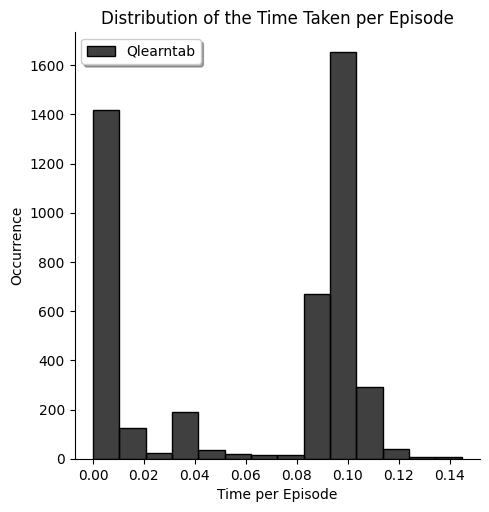 Distribution of the Time Taken per Episode
Qlearntab
Occurrence
1600
1400
1200
1000
800
600
400
200
0
0.00 0.02 0.04 0.06 0.08 0.10 0.12 0.14
Time per Episode